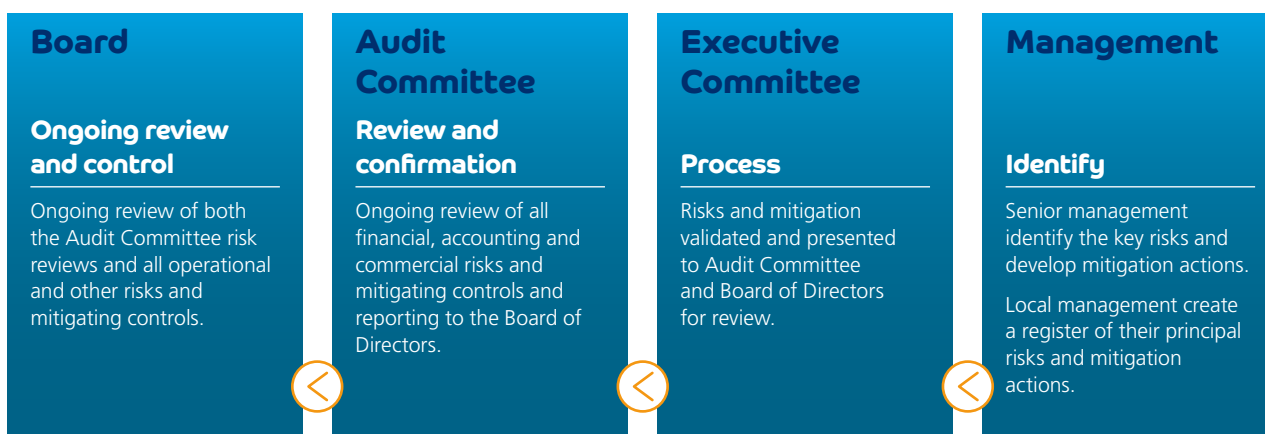 Board
Ongoing review
and control
Ongoing review of both
the Audit Committee risk
reviews and all operational
and other risks and
mitigating controls.
Audit
Committee
Review and
confirmation
Ongoing review of all
financial, accounting and
commercial risks and
mitigating controls and
reporting to the Board of
Directors.
Executive
Committee
Process
Risks and mitigation
validated and presented
to Audit Committee
and Board of Directors
for review.
Management
Identify
Senior management
identify the key risks and
develop mitigation actions.
Local management create
a register of their principal
risks and mitigation
actions.